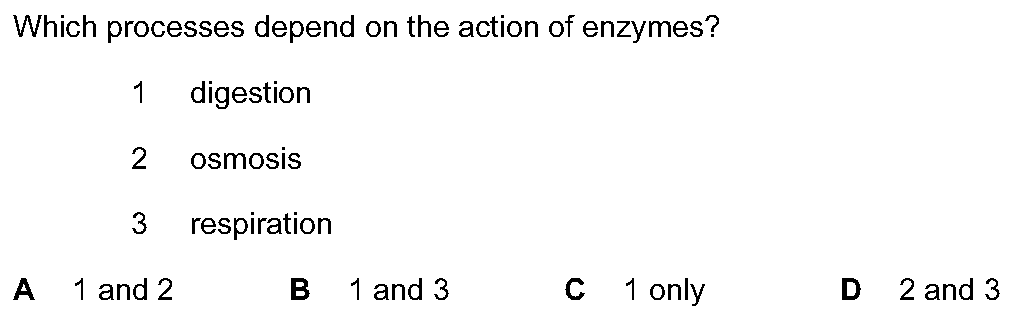 Which processes depend on the action of enzymes?
1 digestion
2 osmosis
3 respiration
A 1 and 2 B 1 and 3 C 1 only D 2 and 3